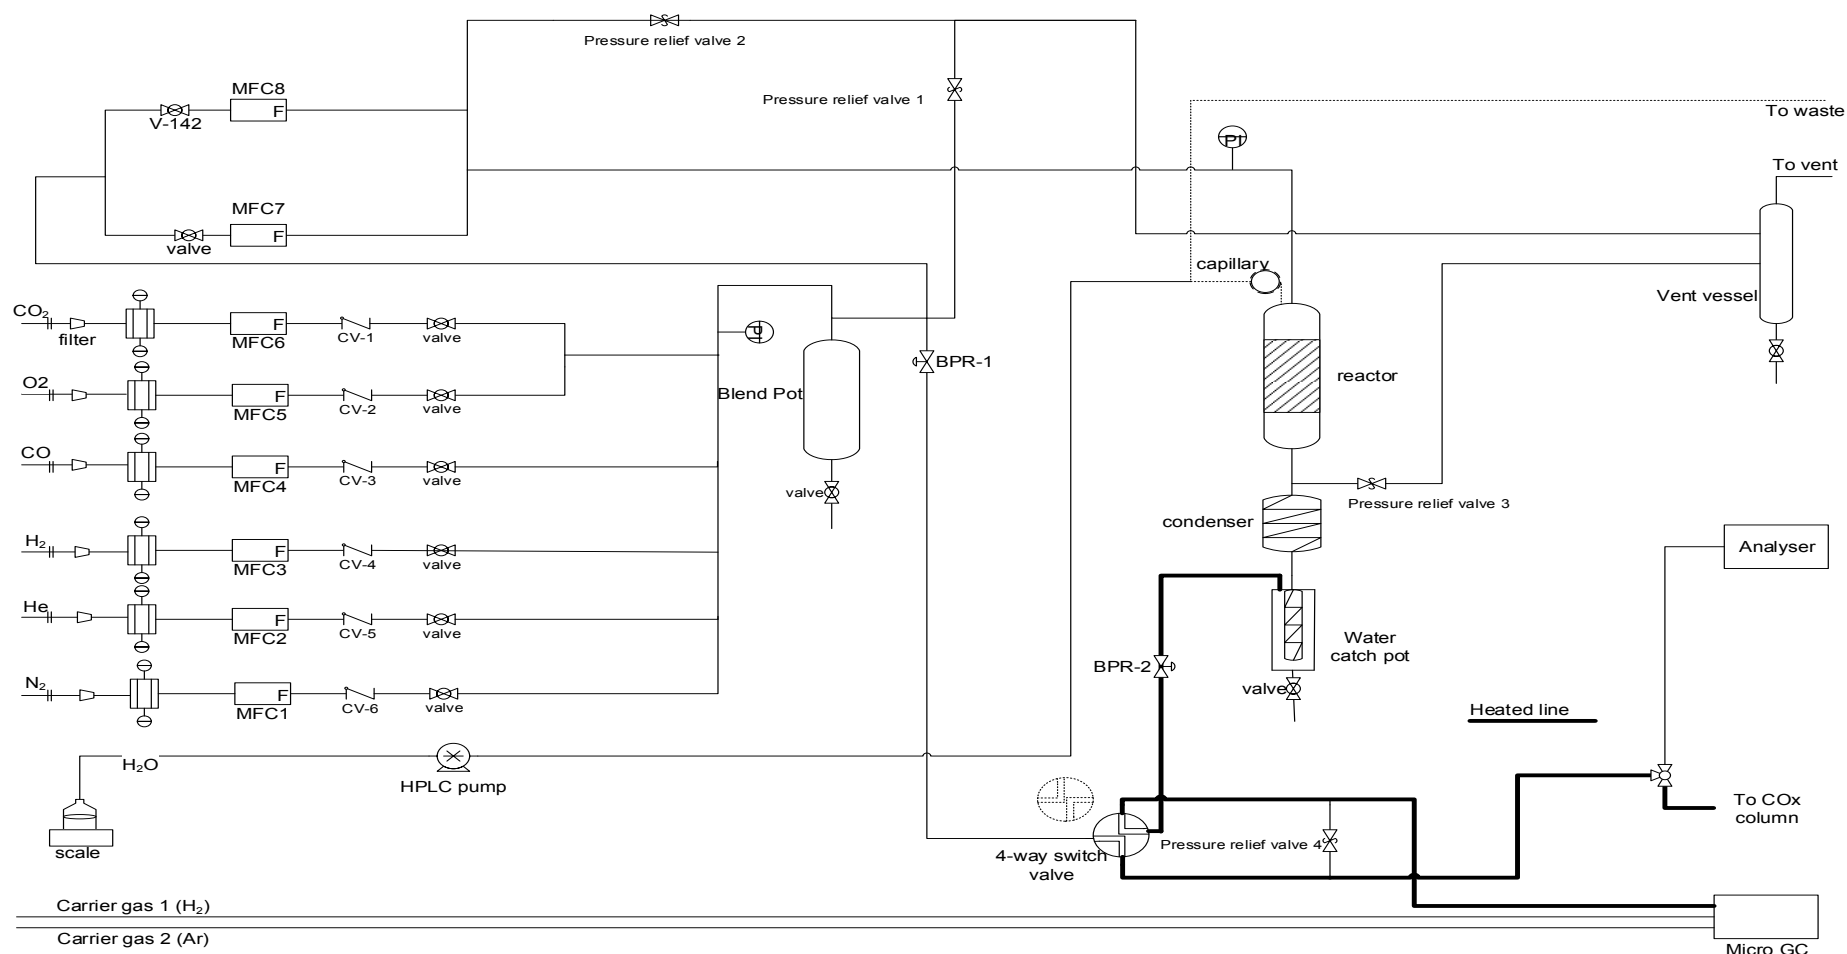 Pressure relief valve 2
MFC8
F
V-142
Pressure relief valve 1
To waste
PI
To vent
MFC7
F
valve
capillary
Vent vessel
CO2
filter
F
MFC6
CV-1
valve
PI
BPR-1
reactor
O2
F
MFC5
CV-2
valve
Blend Pot
CO
F
MFC4
CV-3
valve
valve
Pressure relief valve 3
condenser
Analyser
H2
F
MFC3
CV-4
valve
He
F
MFC2
CV-5
valve
Water
catch pot
BPR-2
valve
N2
F
MFC1
CV-6
valve
Heated line
H2O
HPLC pump
scale
To COx
column
4-way switch
valve
Pressure relief valve 4
Carrier gas 1 (H2)
Carrier gas 2 (Ar)
Micro GC